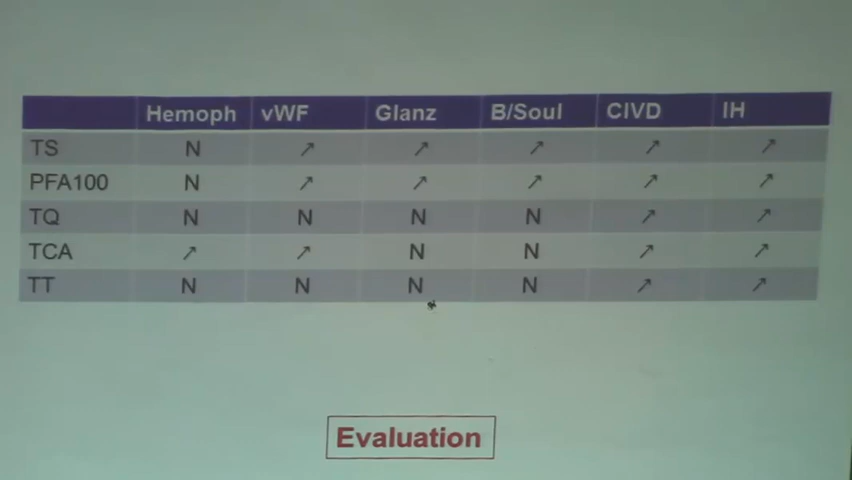 Hemoph vWF Glanz B/Soul CIVD IH
TS N ↗ ↗ ↗ ↗ ↗
PFA100 N ↗ ↗ ↗ ↗ ↗
TQ N N N N ↗ ↗
TCA ↗ ↗ N N ↗ ↗
TT N N N N ↗ ↗
Evaluation